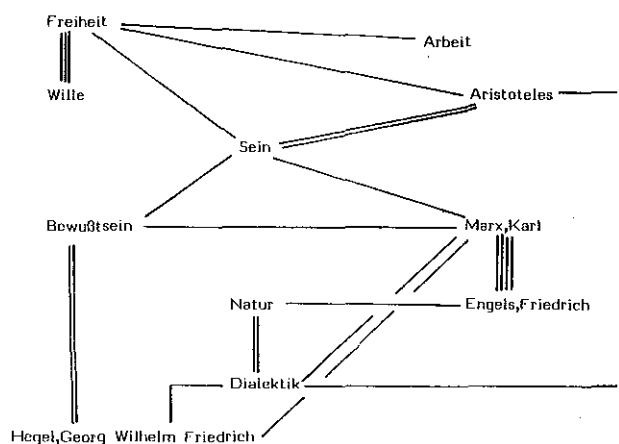 Freiheit
Arbeit
Wille
Aristoteles
Sein
Bewußtsein
Marx,Karl
Natur
Engels,Friedrich
Dialektik
Hegel,Georg Wilhelm Friedrich